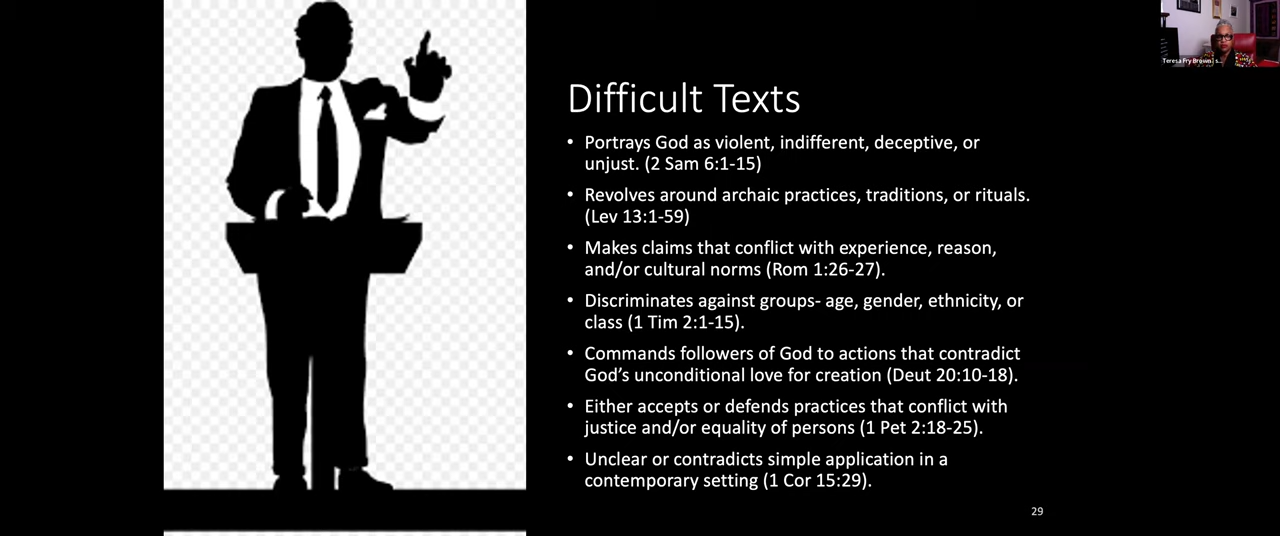 Difficult Texts
• Portrays God as violent, indifferent, deceptive, or
unjust. (2 Sam 6:1-15)
• Revolves around archaic practices, traditions, or rituals.
(Lev 13:1-59)
• Makes claims that conflict with experience, reason,
and/or cultural norms (Rom 1:26-27).
• Discriminates against groups- age, gender, ethnicity, or
class (1 Tim 2:1-15).
• Commands followers of God to actions that contradict
God’s unconditional love for creation (Deut 20:10-18).
• Either accepts or defends practices that conflict with
justice and/or equality of persons (1 Pet 2:18-25).
• Unclear or contradicts simple application in a
contemporary setting (1 Cor 15:29).
29
Teresa Fry Brown